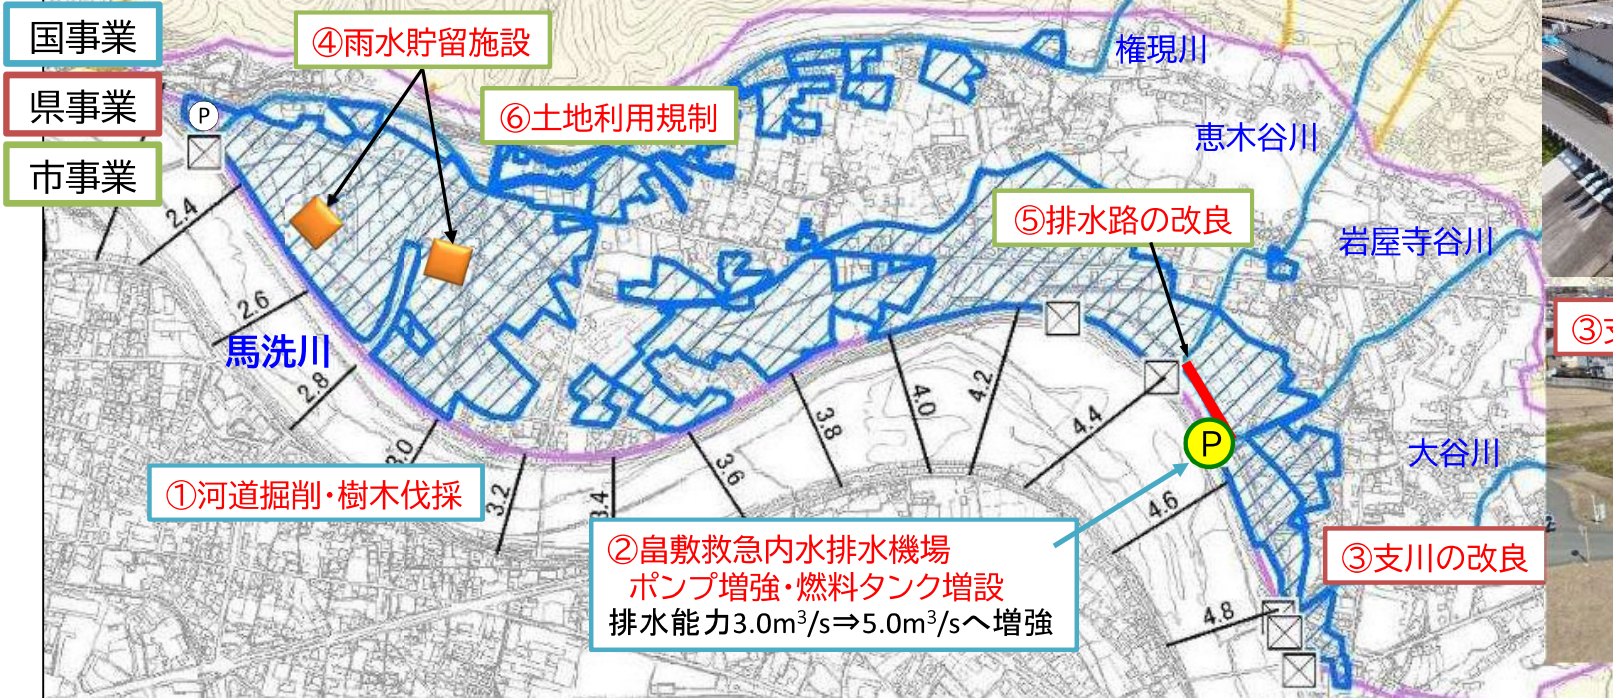 国事業
県事業
市事業
④雨水貯留施設
⑥土地利用規制
権現川
恵木谷川
⑤排水路の改良
岩屋寺谷川
P
2.4
2.6
馬洗川
2.8
3.0
3.2
3.4
3.6
3.8
4.0
4.2
4.4
P
4.6
4.8
大谷川
①河道掘削・樹木伐採
②畠敷救急内水排水機場
ポンプ増強・燃料タンク増設
排水能力3.0m³/s⇒5.0m³/sへ増強
③支川の改良
③支